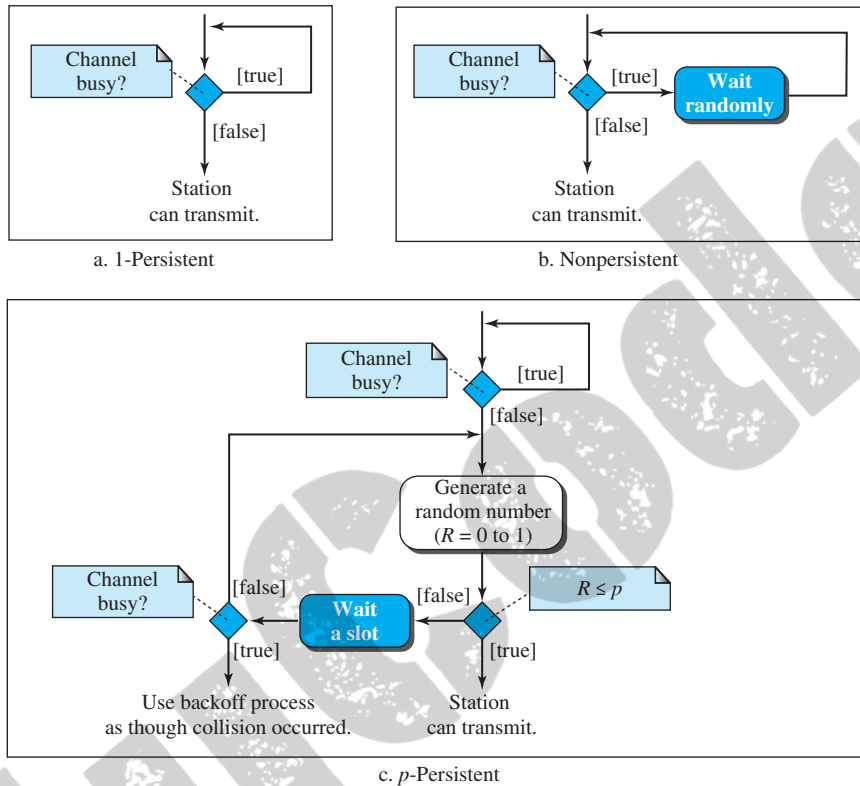 Channel
busy?
[true]
[false]
Station
can transmit.
a. 1-Persistent
Channel
busy?
[true]
Wait
randomly
[false]
Station
can transmit.
b. Nonpersistent
Channel
busy?
[true]
[false]
Generate a
random number
(R = 0 to 1)
Channel
busy?
[false]
Wait
a slot
[false]
R ≤ p
[true]
[true]
Use backoff process
as though collision occurred.
Station
can transmit.
c. p-Persistent